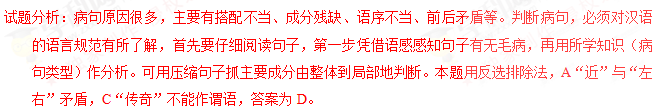 试题分析：病句原因很多，主要有搭配不当、成分残缺、语序不当、前后矛盾等。判断病句，必须对汉语
的语言规范有所了解，首先要仔细阅读句子，第一步凭借语感感知句子有无毛病，再用所学知识（病
句类型）作分析。可用压缩句子抓主要成分由整体到局部地判断。本题用反选排除法，A“近”与“左
右”矛盾，C“传奇”不能作谓语，答案为 D。